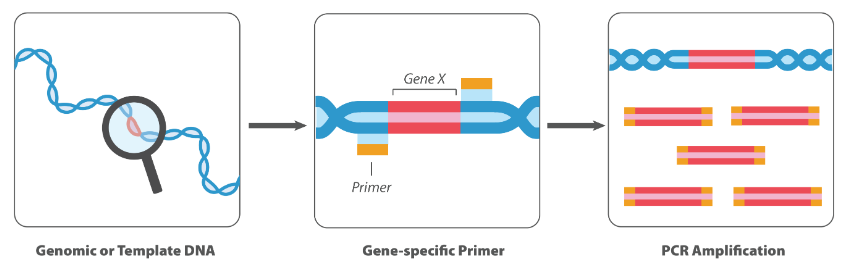 Gene X
Primer
Genomic or Template DNA
Gene-specific Primer
PCR Amplification